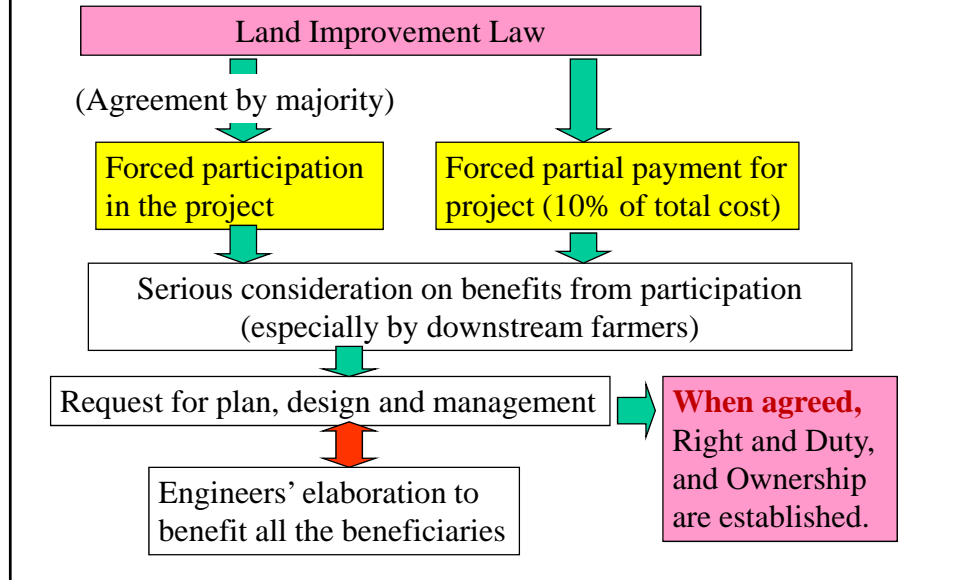 Land Improvement Law
(Agreement by majority)
Forced participation
in the project
Forced partial payment for
project (10% of total cost)
Serious consideration on benefits from participation
(especially by downstream farmers)
Request for plan, design and management
When agreed,
Right and Duty,
and Ownership
are established.
Engineers’ elaboration to
benefit all the beneficiaries